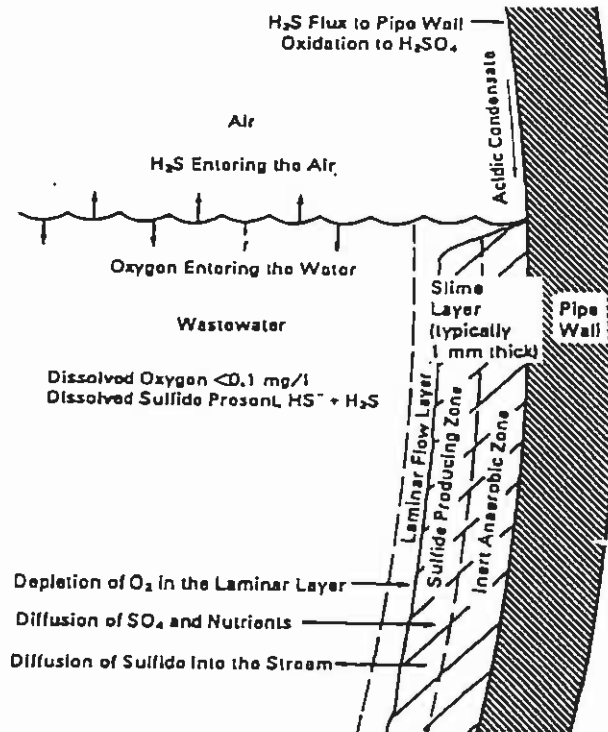 H₂S Flux to Pipe Wall
Oxidation to H₂SO₄
Acidic Condensate
Air
H₂S Entering the Air
Oxygen Entering the Water
Wastewater
Dissolved Oxygen <0.1 mg/l
Dissolved Sulfide Present, HS⁻ + H₂S
Slime
Layer
(typically
1 mm thick)
Pipe
Wall
Laminar Flow Layer
Sulfide Producing Zone
Inert Anaerobic Zone
Depletion of O₂ in the Laminar Layer
Diffusion of SO₄ and Nutrients
Diffusion of Sulfide Into the Stream